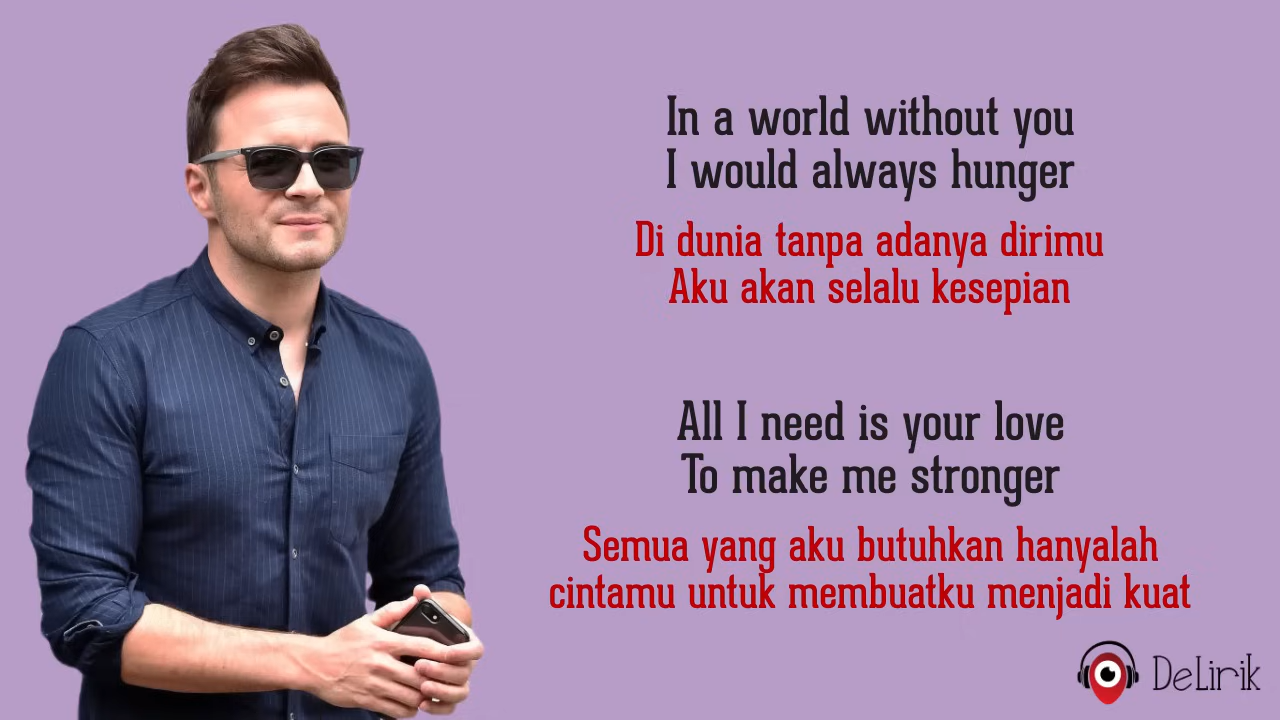 In a world without you
I would always hunger
Di dunia tanpa adanya dirimu
Aku akan selalu kesepian
All I need is your love
To make me stronger
Semua yang aku butuhkan hanyalah
cintamu untuk membuatku menjadi kuat
DeLirik